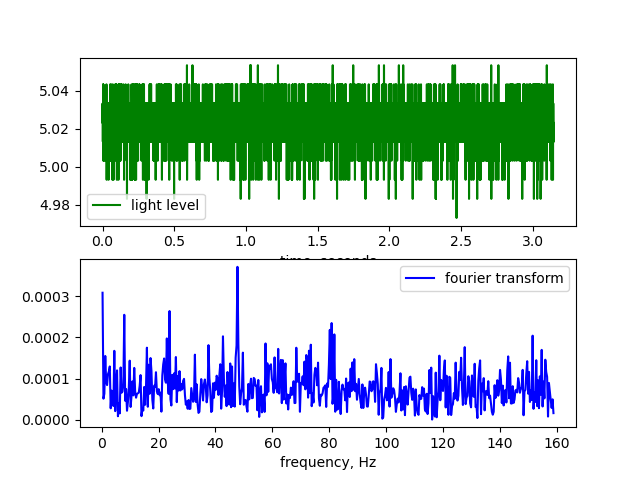 5.04
5.02
5.00
4.98
light level
0.0 0.5 1.0 1.5 2.0 2.5 3.0
time, seconds
fourier transform
0.0003
0.0002
0.0001
0.0000
0 20 40 60 80 100 120 140 160
frequency, Hz